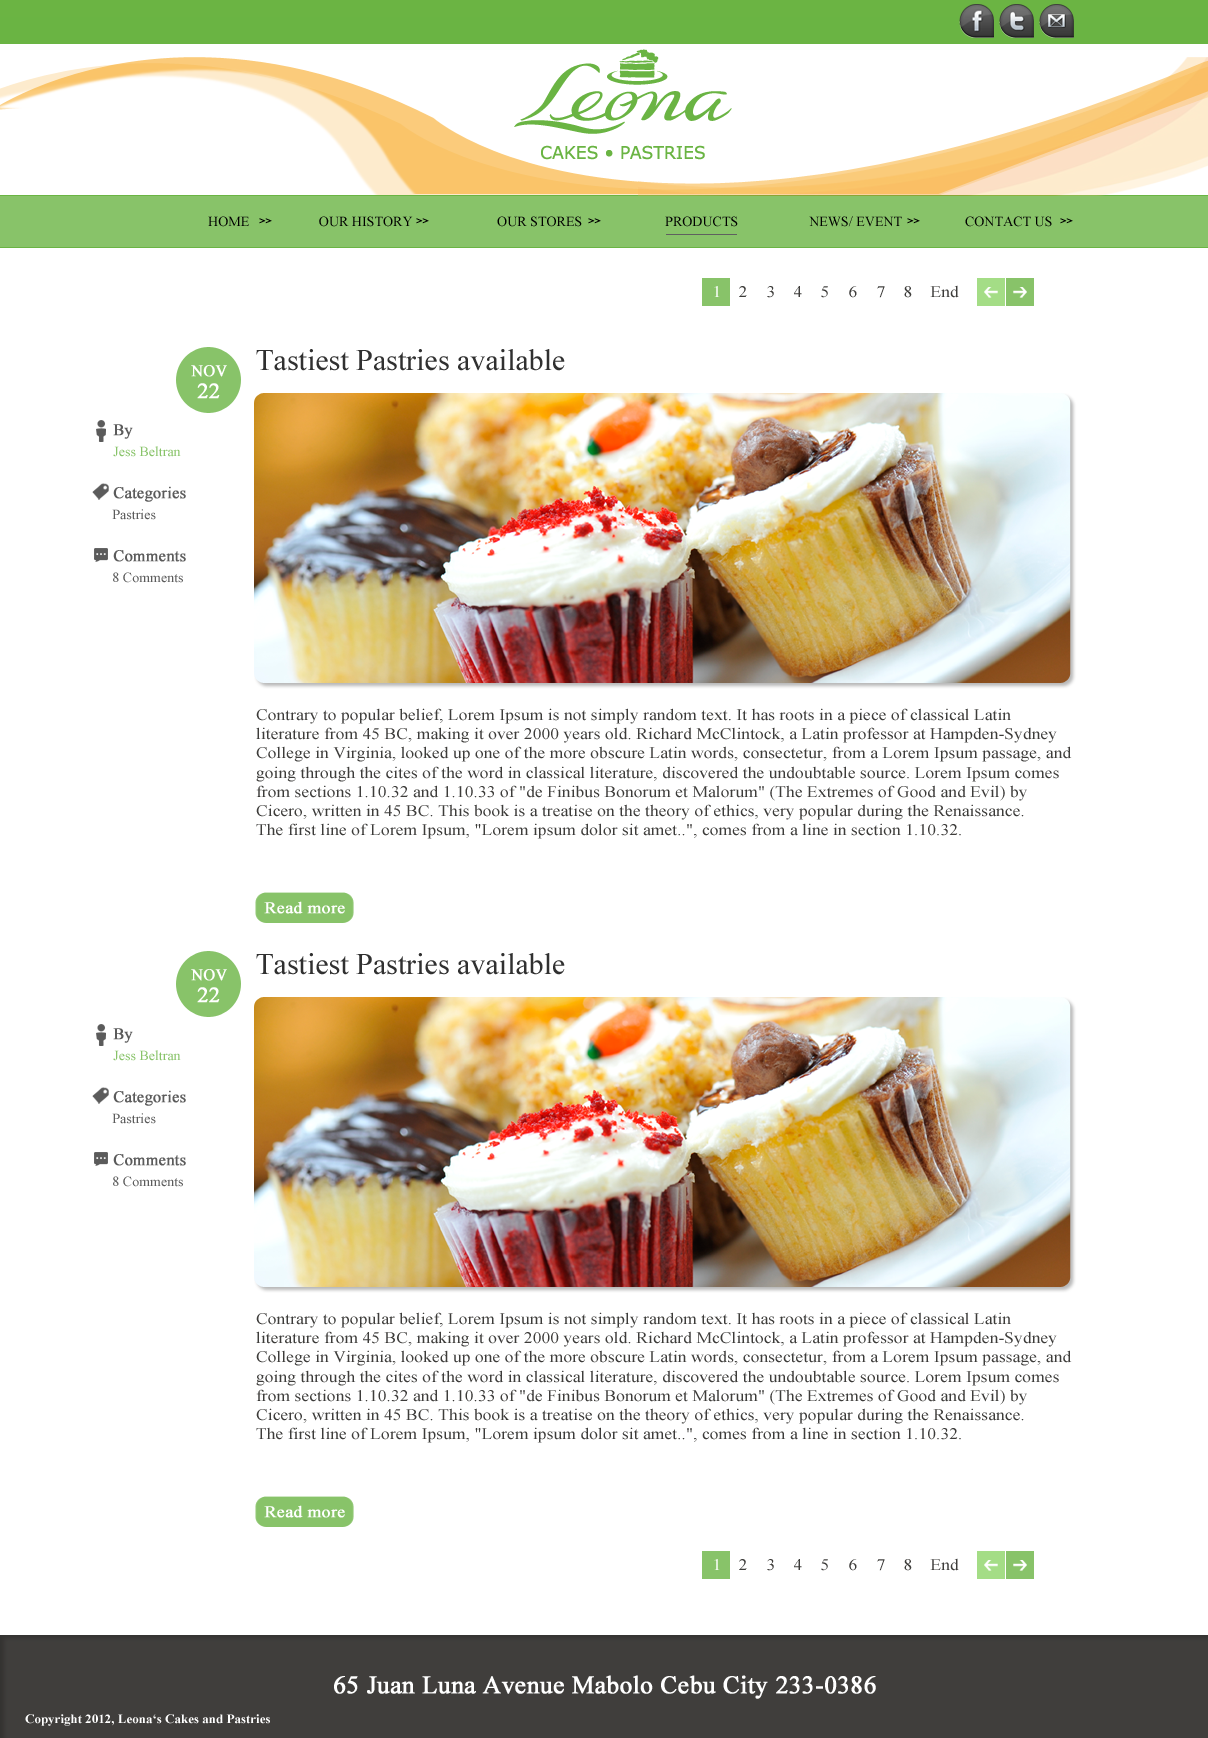 Leona
CAKES • PASTRIES
HOME >> OUR HISTORY >> OUR STORES >> PRODUCTS NEWS/ EVENT >> CONTACT US >>
1 2 3 4 5 6 7 8 End
NOV
22
Tastiest Pastries available
By
Jess Beltran
Categories
Pastries
Comments
8 Comments
Contrary to popular belief, Lorem Ipsum is not simply random text. It has roots in a piece of classical Latin
literature from 45 BC, making it over 2000 years old. Richard McClintock, a Latin professor at Hampden-Sydney
College in Virginia, looked up one of the more obscure Latin words, consectetur, from a Lorem Ipsum passage, and
going through the cites of the word in classical literature, discovered the undoubtable source. Lorem Ipsum comes
from sections 1.10.32 and 1.10.33 of "de Finibus Bonorum et Malorum" (The Extremes of Good and Evil) by
Cicero, written in 45 BC. This book is a treatise on the theory of ethics, very popular during the Renaissance.
The first line of Lorem Ipsum, "Lorem ipsum dolor sit amet..", comes from a line in section 1.10.32.
Read more
NOV
22
Tastiest Pastries available
By
Jess Beltran
Categories
Pastries
Comments
8 Comments
Contrary to popular belief, Lorem Ipsum is not simply random text. It has roots in a piece of classical Latin
literature from 45 BC, making it over 2000 years old. Richard McClintock, a Latin professor at Hampden-Sydney
College in Virginia, looked up one of the more obscure Latin words, consectetur, from a Lorem Ipsum passage, and
going through the cites of the word in classical literature, discovered the undoubtable source. Lorem Ipsum comes
from sections 1.10.32 and 1.10.33 of "de Finibus Bonorum et Malorum" (The Extremes of Good and Evil) by
Cicero, written in 45 BC. This book is a treatise on the theory of ethics, very popular during the Renaissance.
The first line of Lorem Ipsum, "Lorem ipsum dolor sit amet..", comes from a line in section 1.10.32.
Read more
1 2 3 4 5 6 7 8 End
65 Juan Luna Avenue Mabolo Cebu City 233-0386
Copyright 2012, Leona‘s Cakes and Pastries